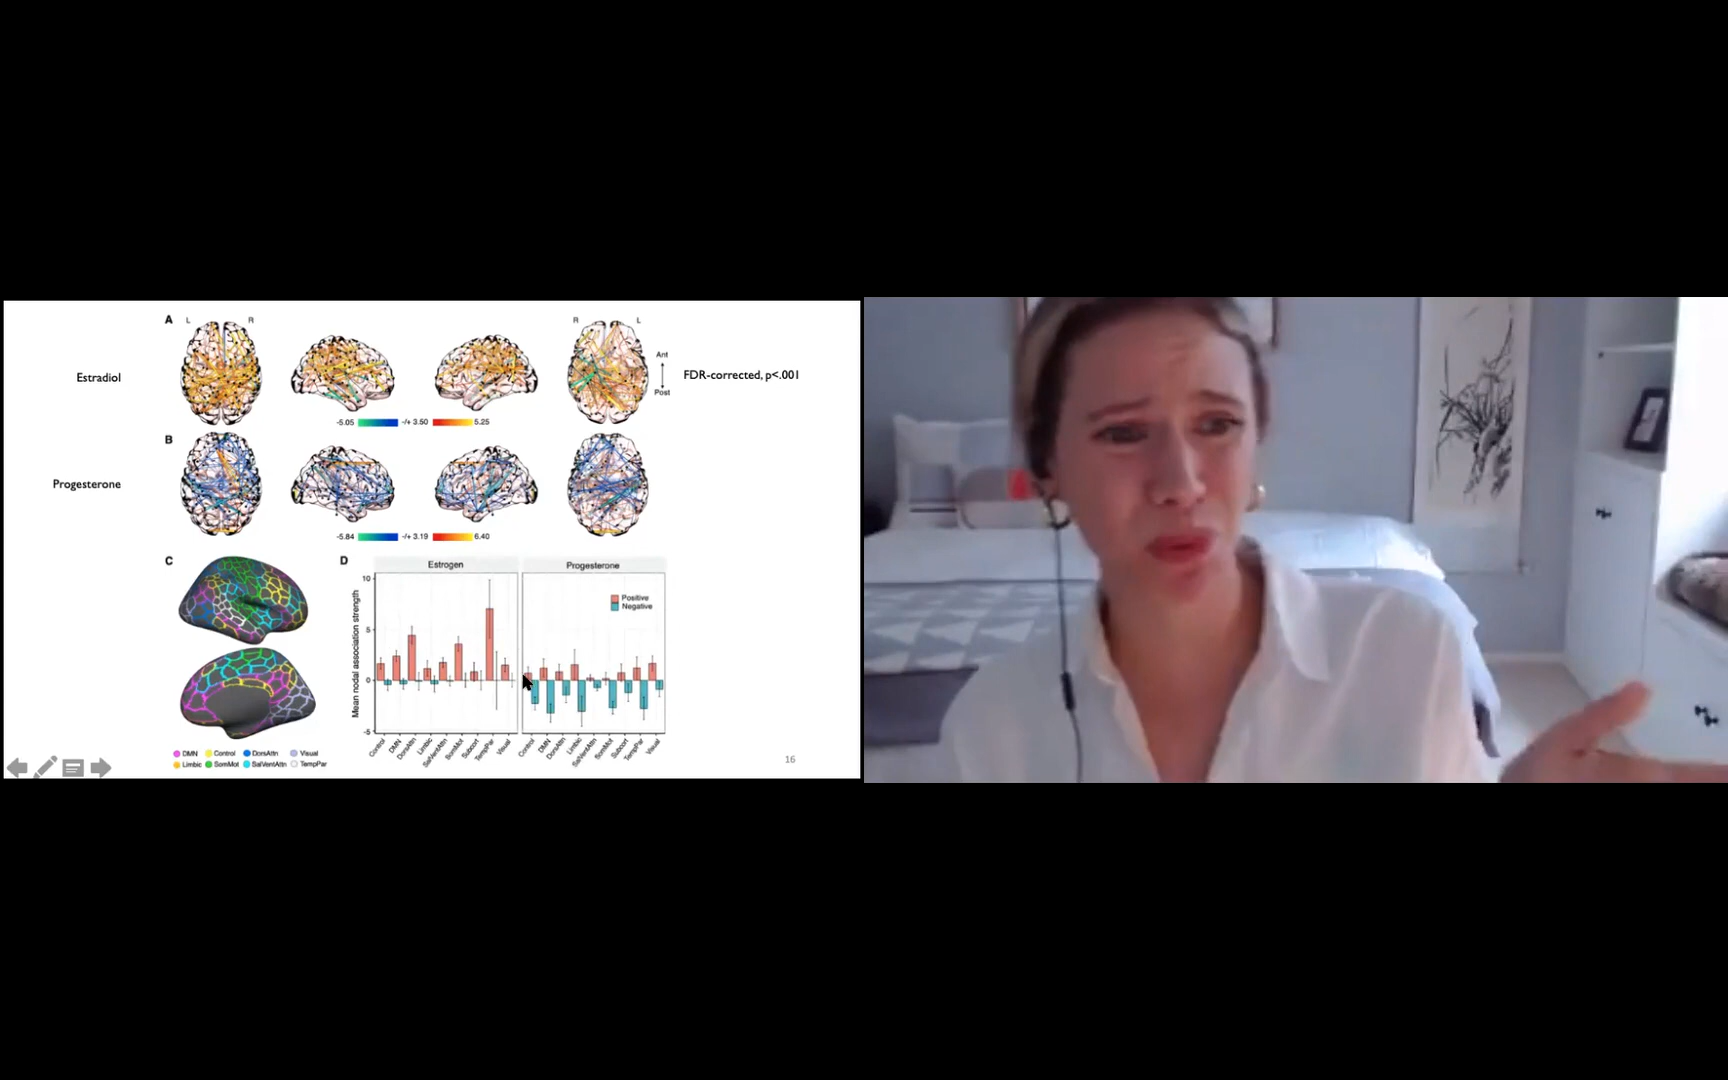 A
L
R
R
L
Estradiol
Ant
Post
FDR-corrected, p<.001
-5.05
-/+ 3.50
5.25
B
Progesterone
-5.84
-/+ 3.19
6.40
C
DMN
Control
DorsAttn
Visual
Limbic
SomMot
SalVentAttn
TempPar
D
Estrogen
Progesterone
Mean nodal association strength
10
5
0
-5
Positive
Negative
Control
DMN
DorsAttn
Limbic
SalVentAttn
SomMot
Subcort
TempPar
Visual
Control
DMN
DorsAttn
Limbic
SalVentAttn
SomMot
Subcort
TempPar
Visual
16